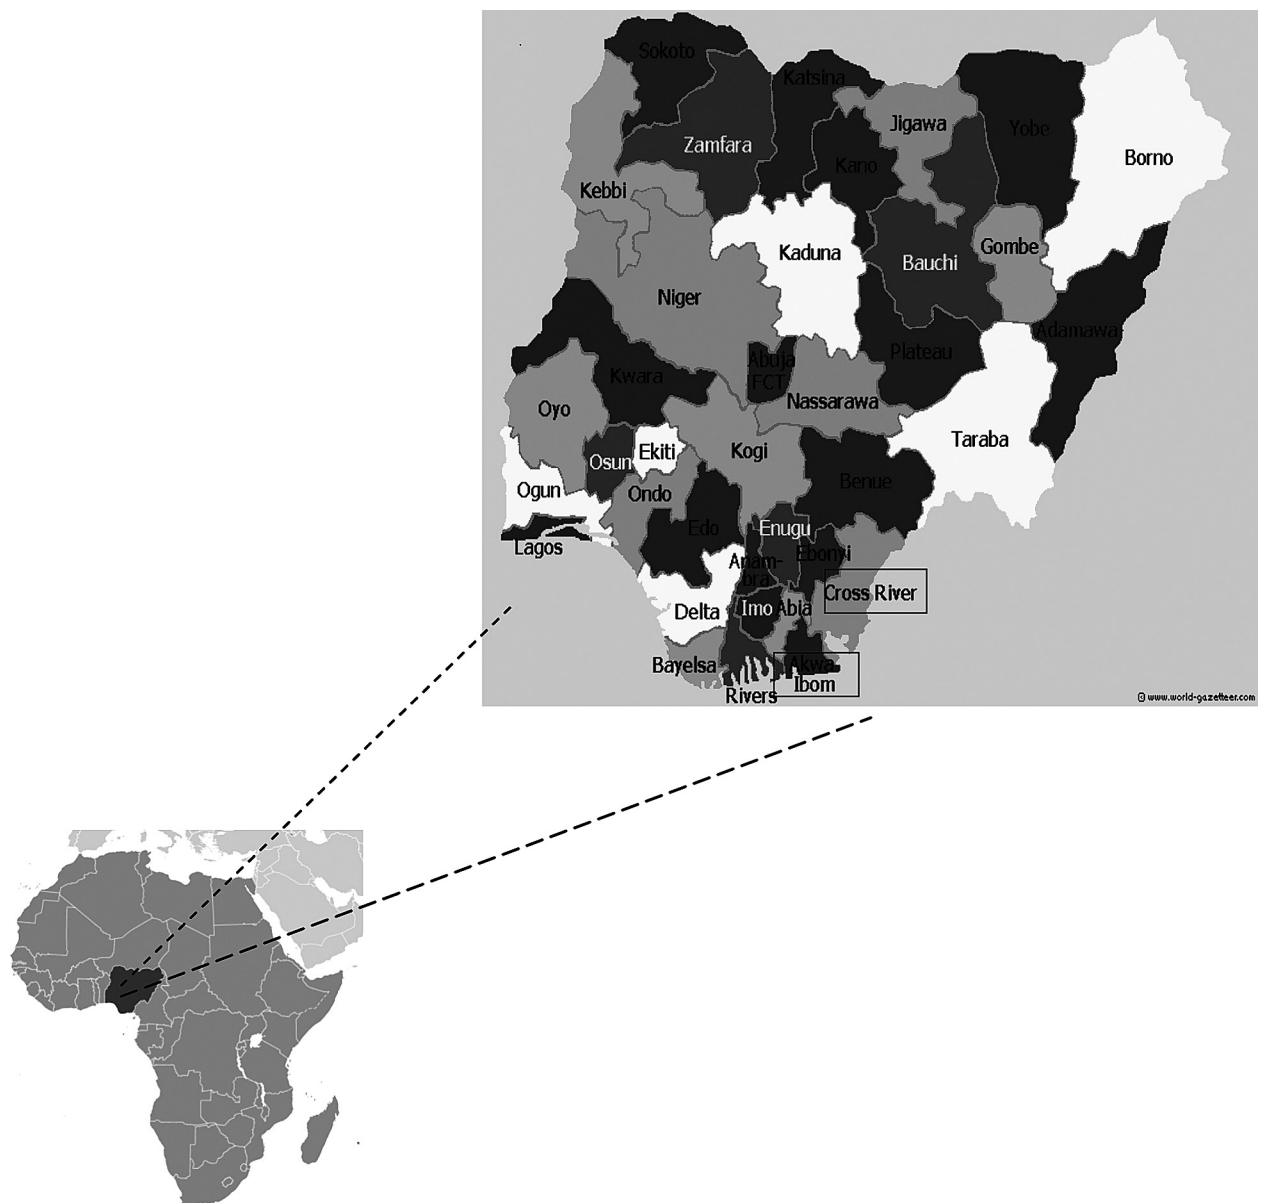 Sokoto
Katsina
Jigawa
Yobe
Zamfara
Borno
Kano
Kebbi
Gombe
Kaduna
Bauchi
Niger
Adamawa
Plateau
Abuja
FCT
Kwara
Nassarawa
Oyo
Taraba
Ekiti
Kogi
Osun
Benue
Ogun
Ondo
Edo
Enugu
Lagos
Ebonyi
Anam-
bra
Cross River
Imo
Abia
Delta
Bayelsa
Akwa
Ibom
Rivers
© www.world-gazetteer.com